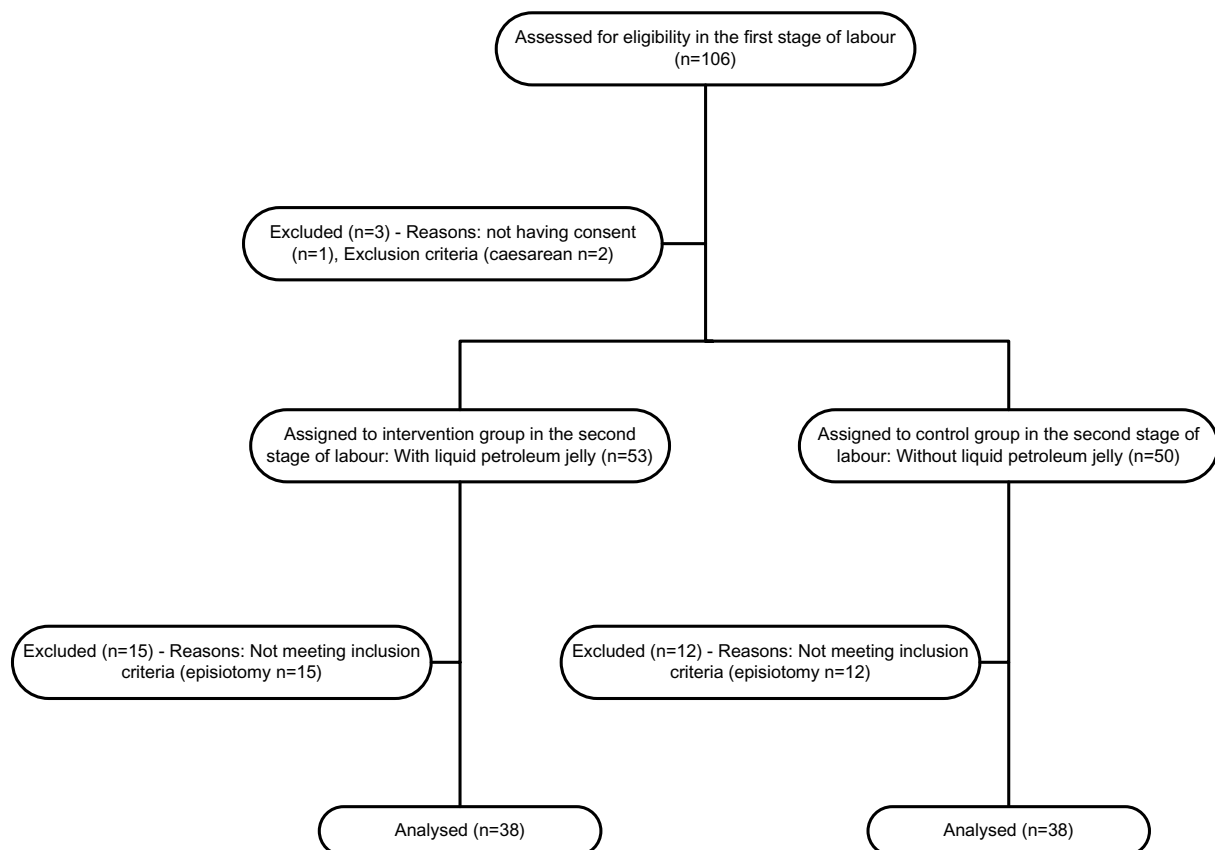 Assessed for eligibility in the first stage of labour
(n=106)
Excluded (n=3) - Reasons: not having consent
(n=1), Exclusion criteria (caesarean n=2)
Assigned to intervention group in the second
stage of labour: With liquid petroleum jelly (n=53)
Assigned to control group in the second stage of
labour: Without liquid petroleum jelly (n=50)
Excluded (n=15) - Reasons: Not meeting inclusion
criteria (episiotomy n=15)
Excluded (n=12) - Reasons: Not meeting inclusion
criteria (episiotomy n=12)
Analysed (n=38)
Analysed (n=38)